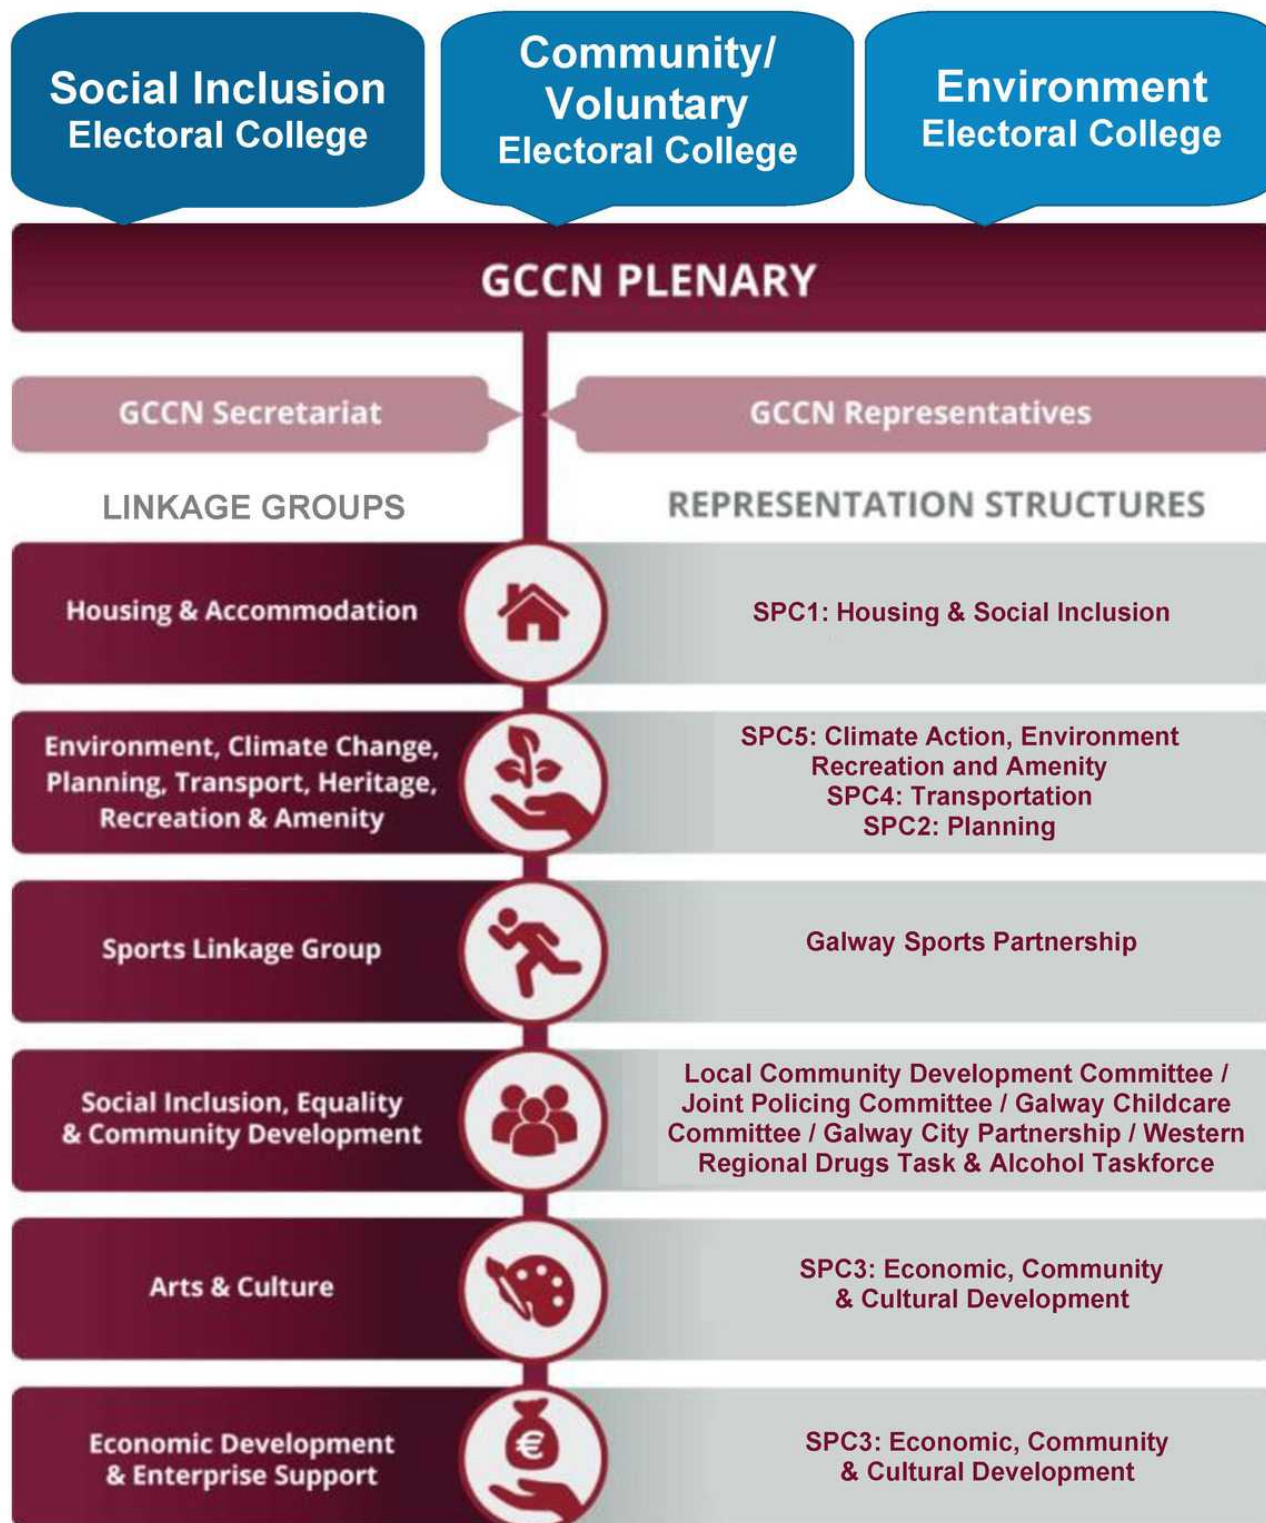 Social Inclusion
Electoral College
Community/
Voluntary
Electoral College
Environment
Electoral College
GCCN PLENARY
GCCN Secretariat
GCCN Representatives
LINKAGE GROUPS
REPRESENTATION STRUCTURES
Housing & Accommodation
SPC1: Housing & Social Inclusion
Environment, Climate Change,
Planning, Transport, Heritage,
Recreation & Amenity
SPC5: Climate Action, Environment
Recreation and Amenity
SPC4: Transportation
SPC2: Planning
Sports Linkage Group
Galway Sports Partnership
Social Inclusion, Equality
& Community Development
Local Community Development Committee /
Joint Policing Committee / Galway Childcare
Committee / Galway City Partnership / Western
Regional Drugs Task & Alcohol Taskforce
Arts & Culture
SPC3: Economic, Community
& Cultural Development
Economic Development
& Enterprise Support
€
SPC3: Economic, Community
& Cultural Development